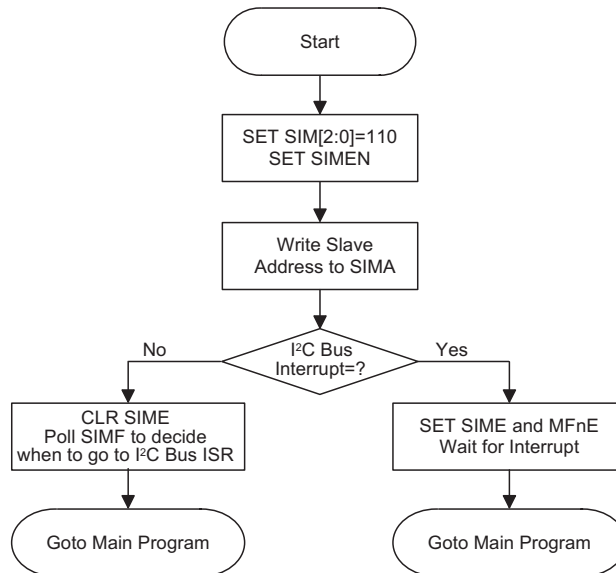 Start
SET SIM[2:0]=110
SET SIMEN
Write Slave
Address to SIMA
I²C Bus
Interrupt=?
No
Yes
CLR SIME
Poll SIMF to decide
when to go to I²C Bus ISR
SET SIME and MFnE
Wait for Interrupt
Goto Main Program
Goto Main Program